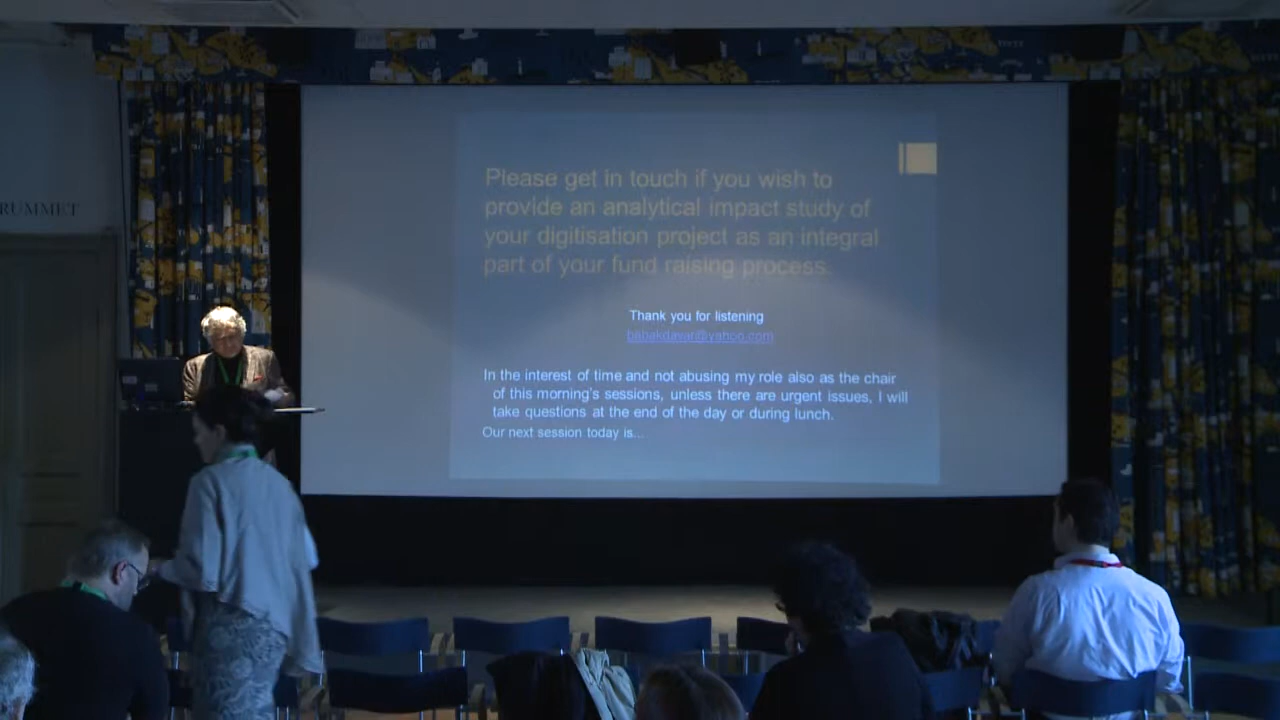 RUMMET
Please get in touch if you wish to
provide an analytical impact study of
your digitisation project as an integral
part of your fund raising process.
Thank you for listening
babakdavar@yahoo.com
In the interest of time and not abusing my role also as the chair
of this morning's sessions, unless there are urgent issues, I will
take questions at the end of the day or during lunch.
Our next session today is...